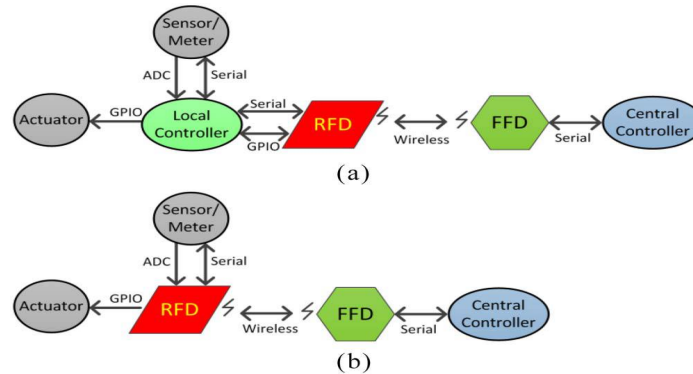 Sensor/
Meter
ADC
Serial
Actuator
GPIO
Local
Controller
Serial
GPIO
RFD
Wireless
FFD
Serial
Central
Controller
(a)
Sensor/
Meter
ADC
Serial
Actuator
GPIO
RFD
Wireless
FFD
Serial
Central
Controller
(b)